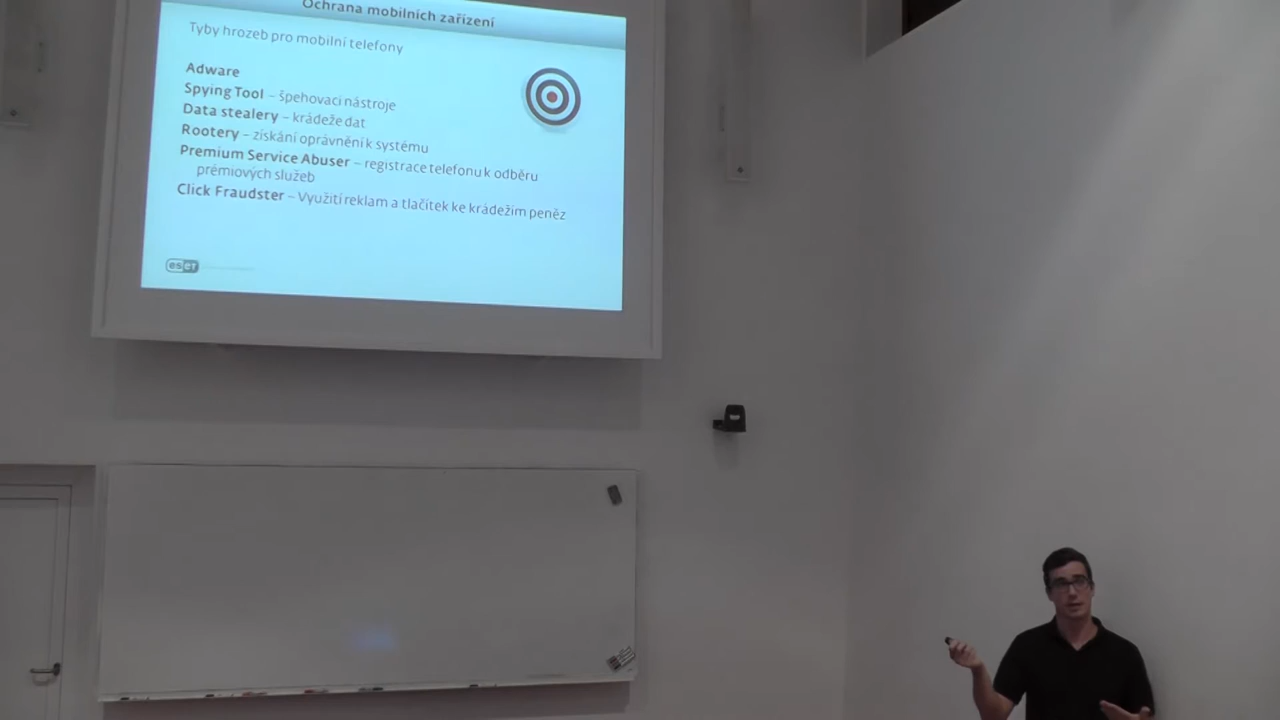 Ochrana mobilních zařízení
Tyby hrozeb pro mobilní telefony
Adware
Spying Tool – špehovací nástroje
Data stealery – krádeže dat
Rootery – získání oprávnění k systému
Premium Service Abuser – registrace telefonu k odběru
prémiových služeb
Click Fraudster – Využití reklam a tlačítek ke krádežím peněz
eset